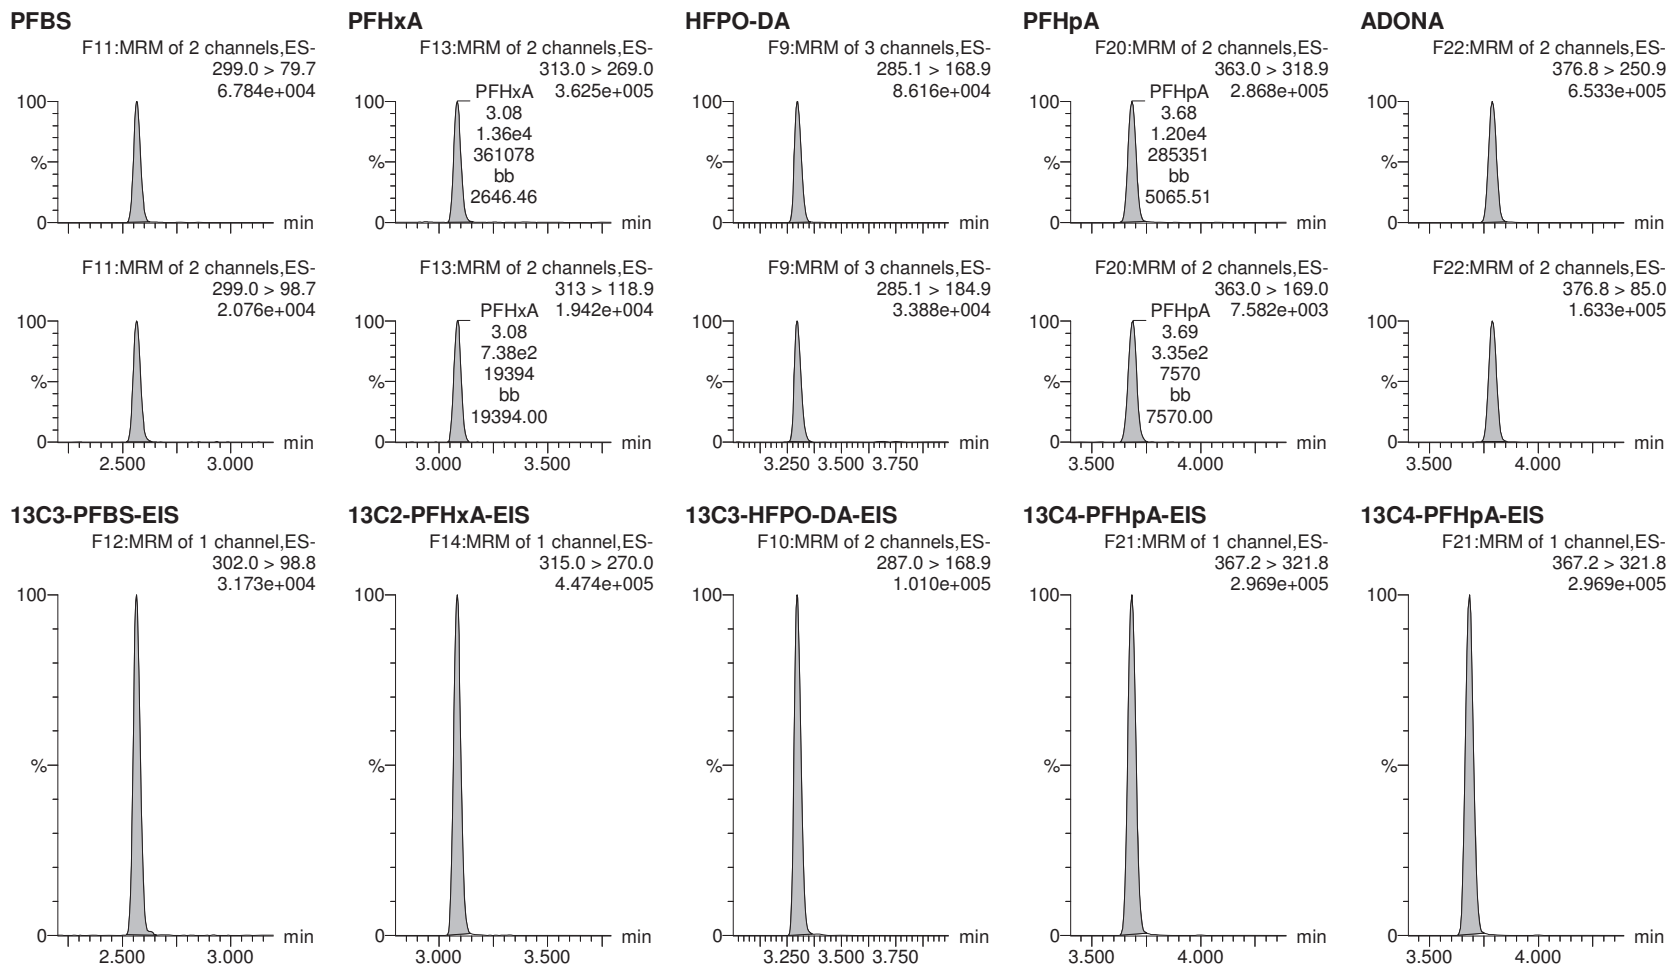 PFBS
F11:MRM of 2 channels,ES-
299.0 > 79.7
6.784e+004
100
%
0
min
PFHxA
F13:MRM of 2 channels,ES-
313.0 > 269.0
3.625e+005
PFHxA
3.08
1.36e4
361078
bb
2646.46
100
%
0
min
HFPO-DA
F9:MRM of 3 channels,ES-
285.1 > 168.9
8.616e+004
100
%
0
min
PFHpA
F20:MRM of 2 channels,ES-
363.0 > 318.9
2.868e+005
PFHpA
3.68
1.20e4
285351
bb
5065.51
100
%
0
min
ADONA
F22:MRM of 2 channels,ES-
376.8 > 250.9
6.533e+005
100
%
0
min
F11:MRM of 2 channels,ES-
299.0 > 98.7
2.076e+004
100
%
0
min
2.500 3.000
F13:MRM of 2 channels,ES-
313 > 118.9
1.942e+004
PFHxA
3.08
7.38e2
19394
bb
19394.00
100
%
0
min
3.000 3.500
F9:MRM of 3 channels,ES-
285.1 > 184.9
3.388e+004
100
%
0
min
3.250 3.500 3.750
F20:MRM of 2 channels,ES-
363.0 > 169.0
7.582e+003
PFHpA
3.69
3.35e2
7570
bb
7570.00
100
%
0
min
3.500 4.000
F22:MRM of 2 channels,ES-
376.8 > 85.0
1.633e+005
100
%
0
min
3.500 4.000
13C3-PFBS-EIS
F12:MRM of 1 channel,ES-
302.0 > 98.8
3.173e+004
100
%
0
min
2.500 3.000
13C2-PFHxA-EIS
F14:MRM of 1 channel,ES-
315.0 > 270.0
4.474e+005
100
%
0
min
3.000 3.500
13C3-HFPO-DA-EIS
F10:MRM of 2 channels,ES-
287.0 > 168.9
1.010e+005
100
%
0
min
3.250 3.500 3.750
13C4-PFHpA-EIS
F21:MRM of 1 channel,ES-
367.2 > 321.8
2.969e+005
100
%
0
min
3.500 4.000
13C4-PFHpA-EIS
F21:MRM of 1 channel,ES-
367.2 > 321.8
2.969e+005
100
%
0
min
3.500 4.000